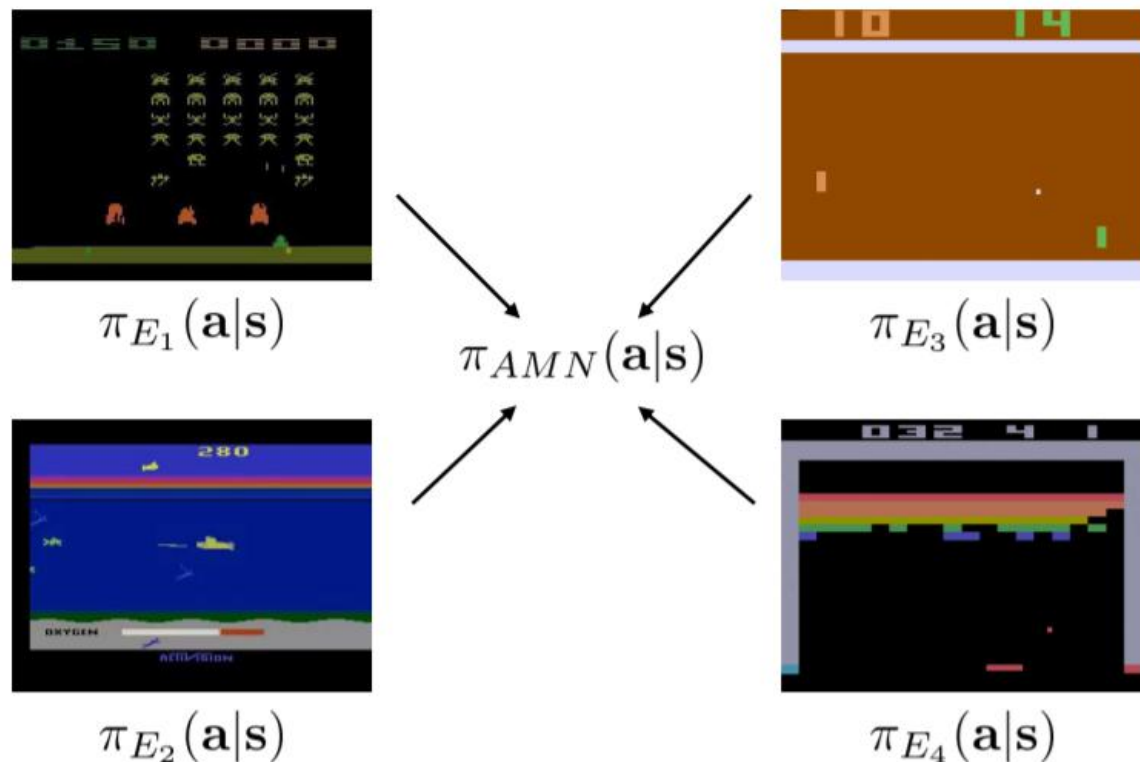 0150 0000
π_{E_1}(a|s)
280
OXYGEN
ACTIVISION
π_{E_2}(a|s)
π_{AMN}(a|s)
10 14
π_{E_3}(a|s)
032 4 1
π_{E_4}(a|s)